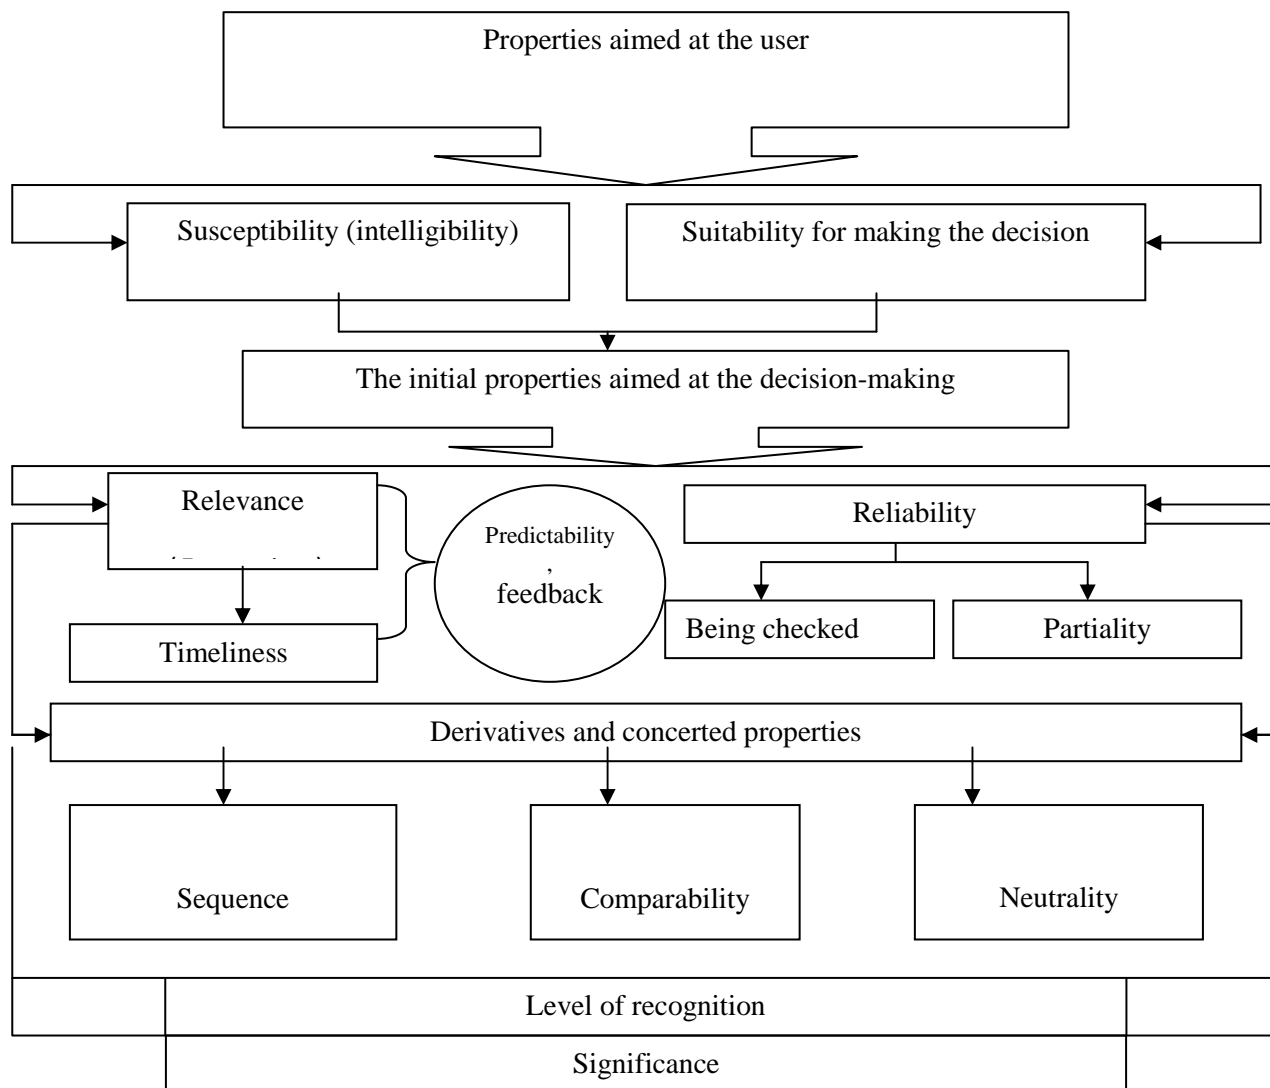 Properties aimed at the user
Susceptibility (intelligibility)
Suitability for making the decision
The initial properties aimed at the decision-making
Relevance
Predictability
,
feedback
Reliability
Timeliness
Being checked
Partiality
Derivatives and concerted properties
Sequence
Comparability
Neutrality
Level of recognition
Significance